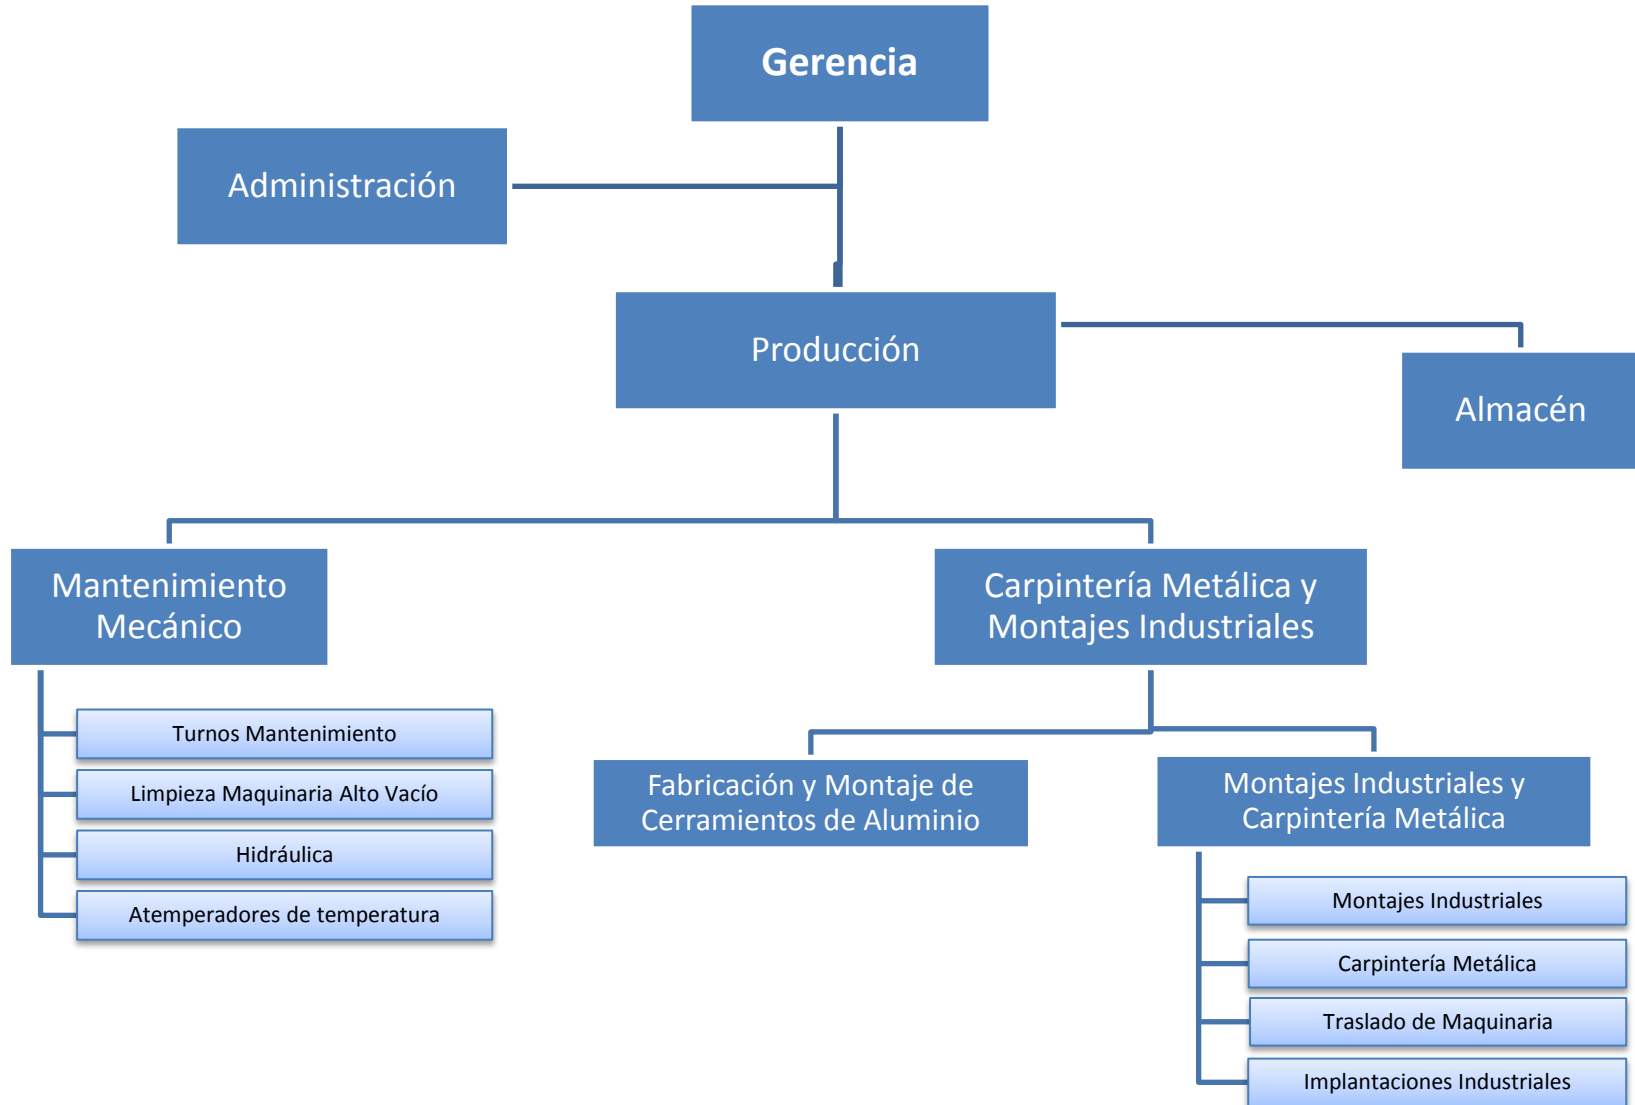 Gerencia
Administración
Producción
Almacén
Mantenimiento
Mecánico
Turnos Mantenimiento
Limpieza Maquinaria Alto Vacío
Hidráulica
Atemperadores de temperatura
Carpintería Metálica y
Montajes Industriales
Fabricación y Montaje de
Cerramientos de Aluminio
Montajes Industriales y
Carpintería Metálica
Montajes Industriales
Carpintería Metálica
Traslado de Maquinaria
Implantaciones Industriales